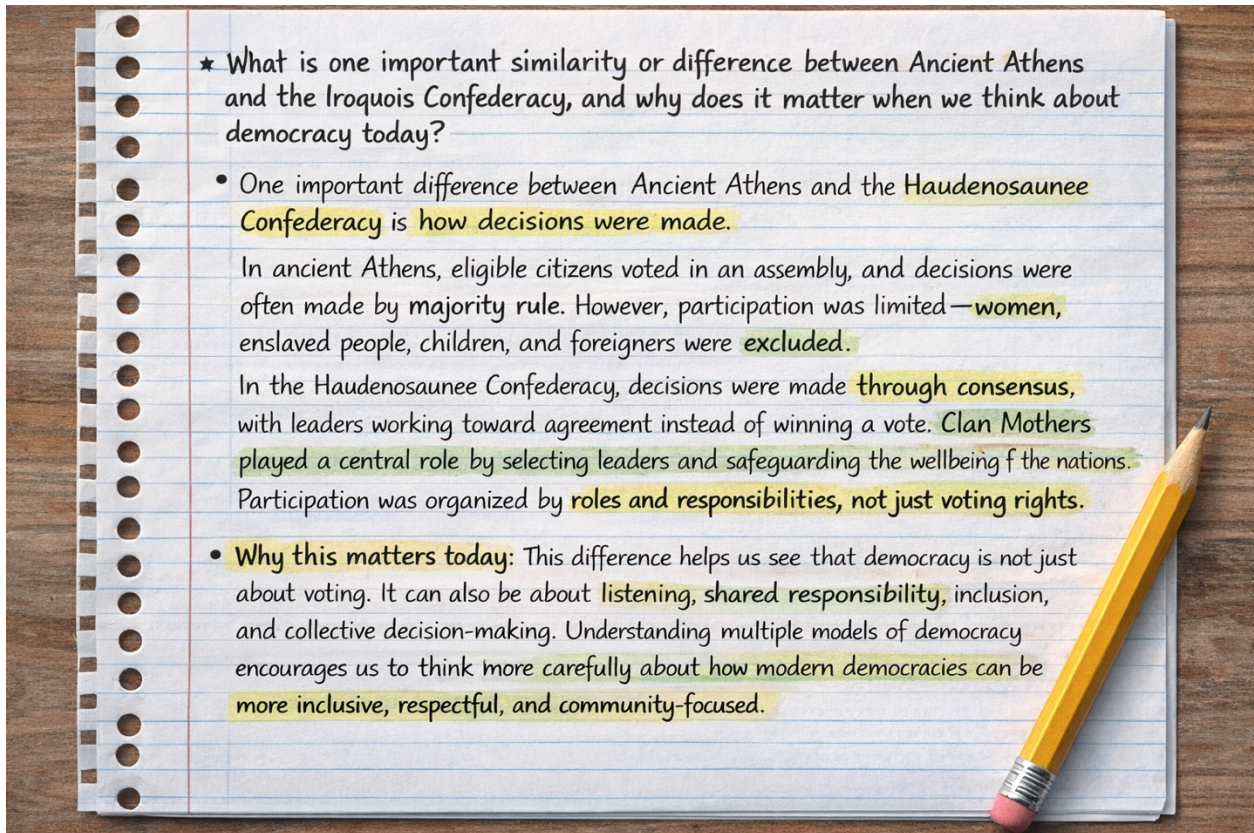 ★ What is one important similarity or difference between Ancient Athens
and the Iroquois Confederacy, and why does it matter when we think about
democracy today?
• One important difference between Ancient Athens and the Haudenosaunee
Confederacy is how decisions were made.
In ancient Athens, eligible citizens voted in an assembly, and decisions were
often made by majority rule. However, participation was limited—women,
enslaved people, children, and foreigners were excluded.
In the Haudenosaunee Confederacy, decisions were made through consensus,
with leaders working toward agreement instead of winning a vote. Clan Mothers
played a central role by selecting leaders and safeguarding the wellbeing f the nations.
Participation was organized by roles and responsibilities, not just voting rights.
• Why this matters today: This difference helps us see that democracy is not just
about voting. It can also be about listening, shared responsibility, inclusion,
and collective decision-making. Understanding multiple models of democracy
encourages us to think more carefully about how modern democracies can be
more inclusive, respectful, and community-focused.